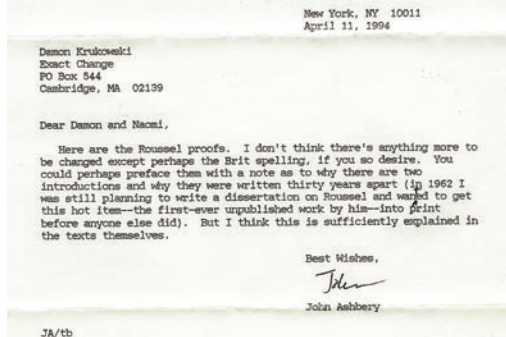 New York, NY 10011
April 11, 1994
Damon Krukowski
Exact Change
PO Box 544
Cambridge, MA 02139
Dear Damon and Naomi,
Here are the Roussel proofs. I don't think there's anything more to
be changed except perhaps the Brit spelling, if you so desire. You
could perhaps preface them with a note as to why there are two
introductions and why they were written thirty years apart (in 1962 I
was still planning to write a dissertation on Roussel and wanted to get
this hot item--the first-ever unpublished work by him--into print
before anyone else did). But I think this is sufficiently explained in
the texts themselves.
Best Wishes,
John
John Ashbery
JA/tb